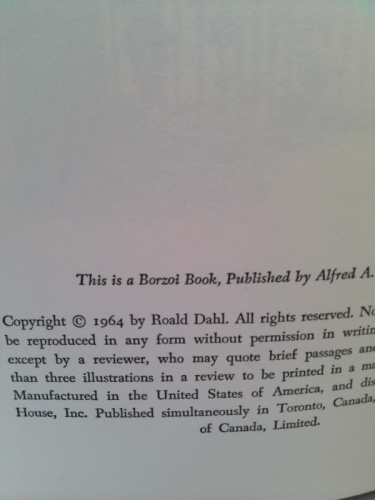 This is a Borzoi Book, Published by Alfred A.
Copyright © 1964 by Roald Dahl. All rights reserved. No
be reproduced in any form without permission in writin
except by a reviewer, who may quote brief passages and
than three illustrations in a review to be printed in a ma
Manufactured in the United States of America, and dis
House, Inc. Published simultaneously in Toronto, Canada,
of Canada, Limited.